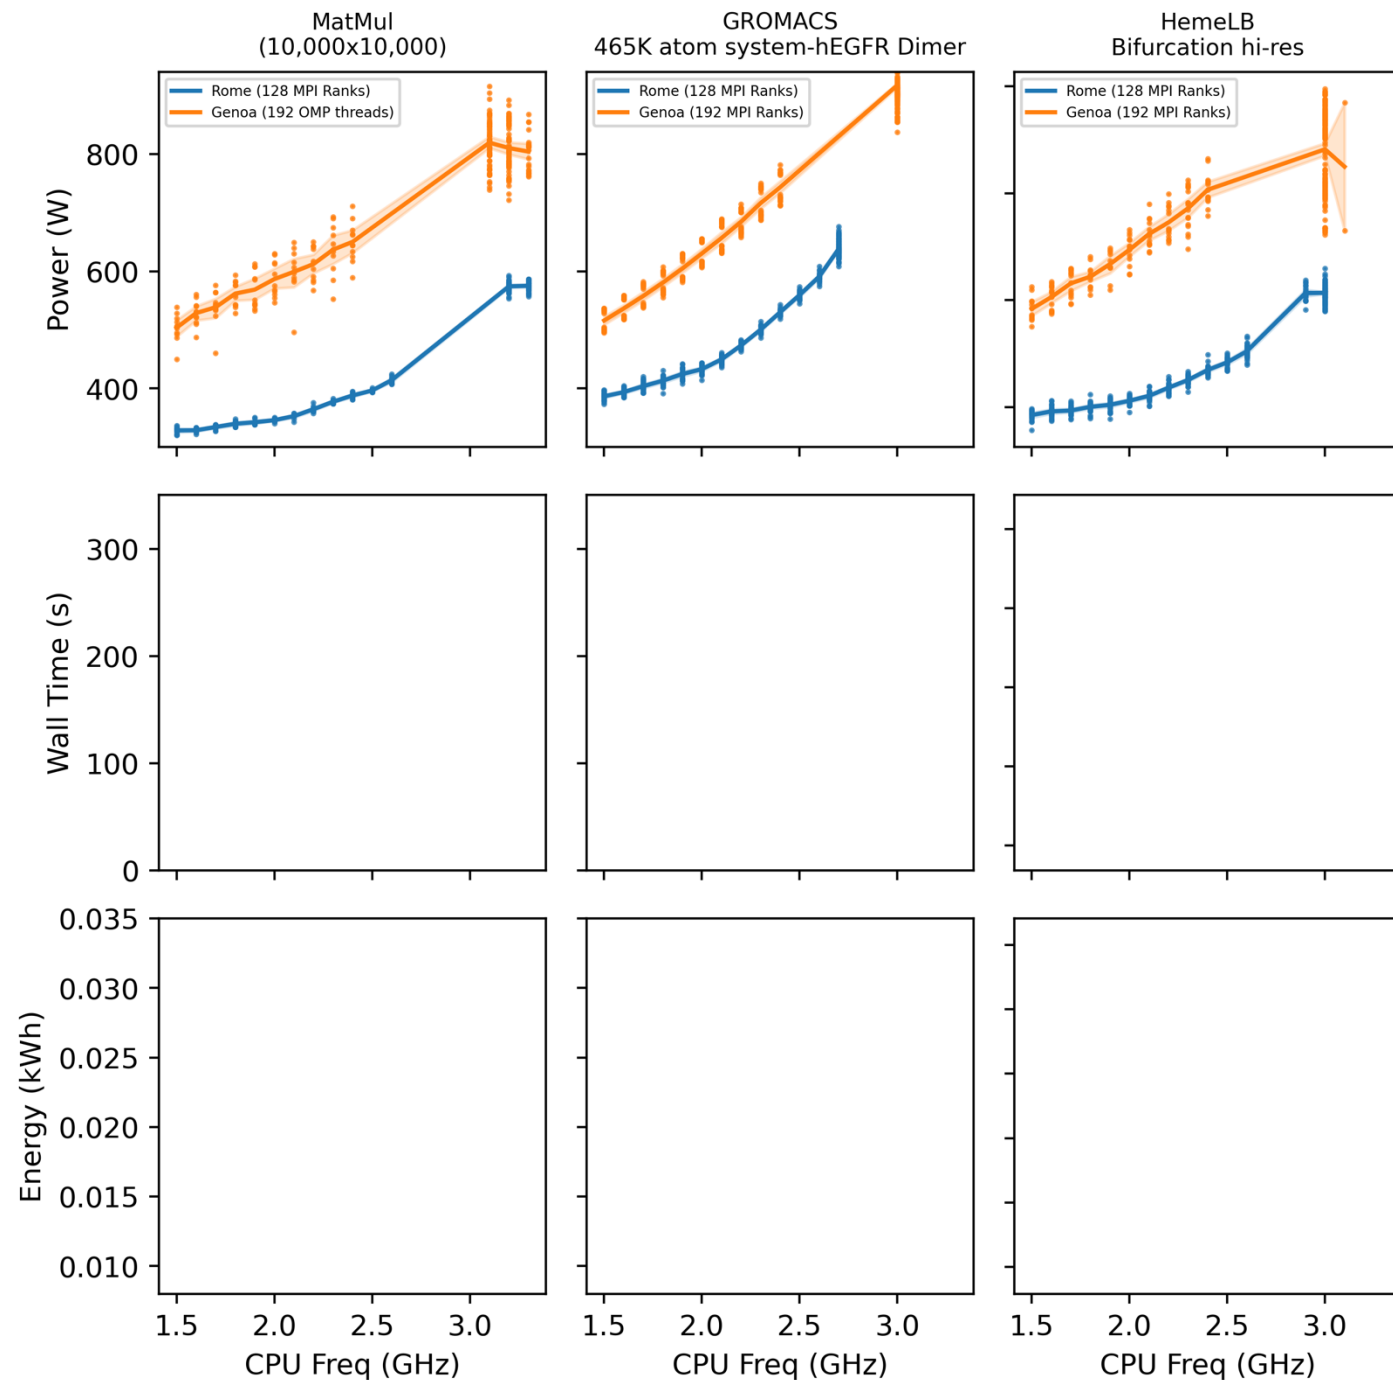 MatMul
(10,000x10,000)
GROMACS
465K atom system-hEGFR Dimer
HemeLB
Bifurcation hi-res
Rome (128 MPI Ranks)
Genoa (192 OMP threads)
Rome (128 MPI Ranks)
Genoa (192 MPI Ranks)
Rome (128 MPI Ranks)
Genoa (192 MPI Ranks)
Power (W)
800
600
400
Wall Time (s)
300
200
100
0
Energy (kWh)
0.035
0.030
0.025
0.020
0.015
0.010
1.5 2.0 2.5 3.0
1.5 2.0 2.5 3.0
1.5 2.0 2.5 3.0
CPU Freq (GHz)
CPU Freq (GHz)
CPU Freq (GHz)